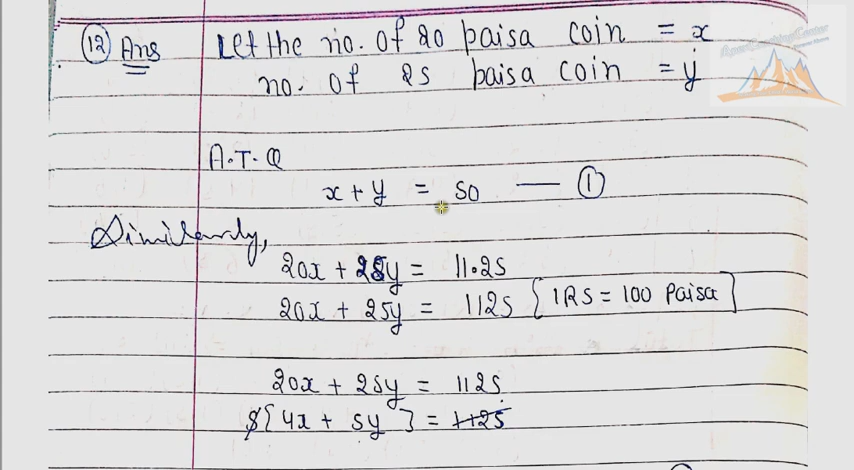 (12) Ans Let the no. of 20 paisa coin = x
no. of 25 paisa coin = y
A.T.Q
x + y = 50 — (1)
Similarly,
20x + 25y = 11.25
20x + 25y = 1125 [1RS = 100 Paisa]
20x + 25y = 1125
5[4x + 5y] = 1125